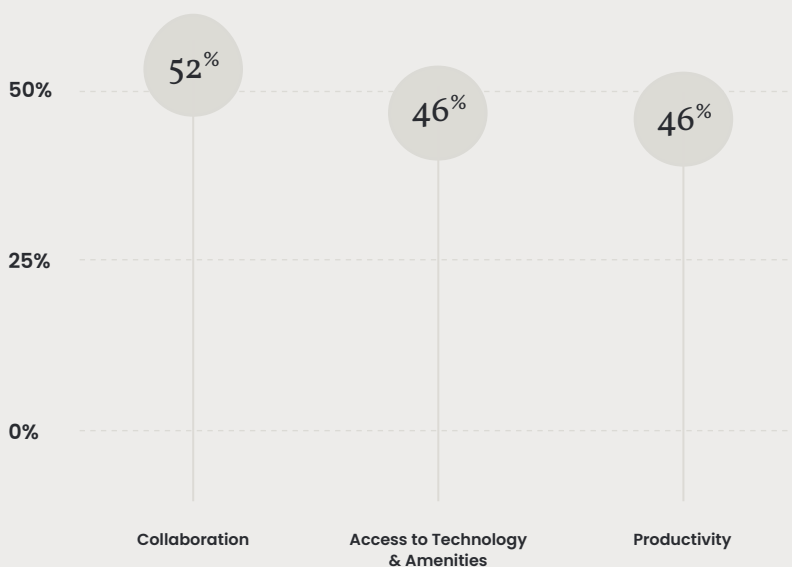 52%
50%
46%
46%
25%
0%
Collaboration
Access to Technology
& Amenities
Productivity